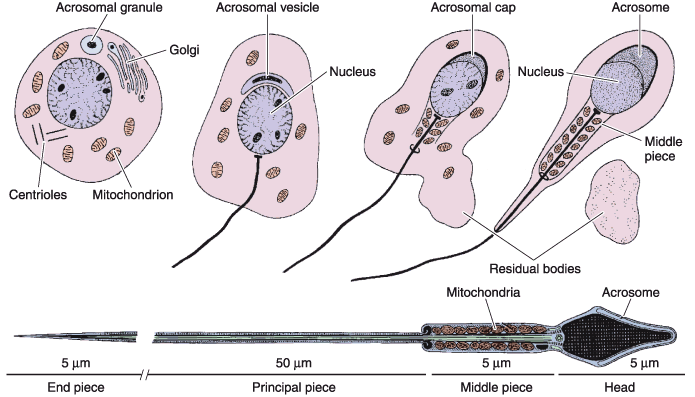 Acrosomal granule
Acrosomal vesicle
Acrosomal cap
Acrosome
Golgi
Nucleus
Nucleus
Middle
piece
Centrioles
Mitochondrion
Residual bodies
Mitochondria
Acrosome
5 µm
50 µm
5 µm
5 µm
End piece
Principal piece
Middle piece
Head